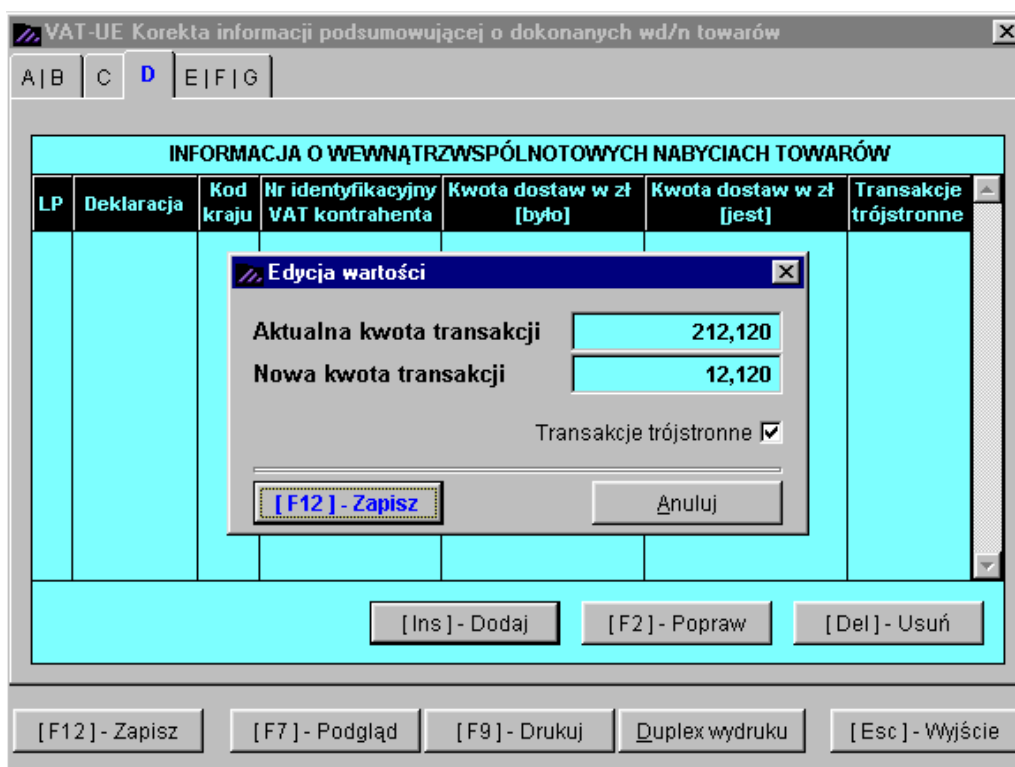 VAT-UE Korekta informacji podsumowującej o dokonanych wd/n towarów
A|B C D E|F|G
INFORMACJA O WEWNĄTRZWSPÓLNOTOWYCH NABYCIACH TOWARÓW
LP Deklaracja Kod kraju Nr identyfikacyjny VAT kontrahenta Kwota dostaw w zł [było] Kwota dostaw w zł [jest] Transakcje trójstronne
Edycja wartości
Aktualna kwota transakcji 212,120
Nowa kwota transakcji 12,120
Transakcje trójstronne
[ F12 ] - Zapisz Anuluj
[ Ins ] - Dodaj [ F2 ] - Popraw [ Del ] - Usuń
[ F12 ] - Zapisz [ F7 ] - Podgląd [ F9 ] - Drukuj Duplex wydruku [ Esc ] - Wyjście